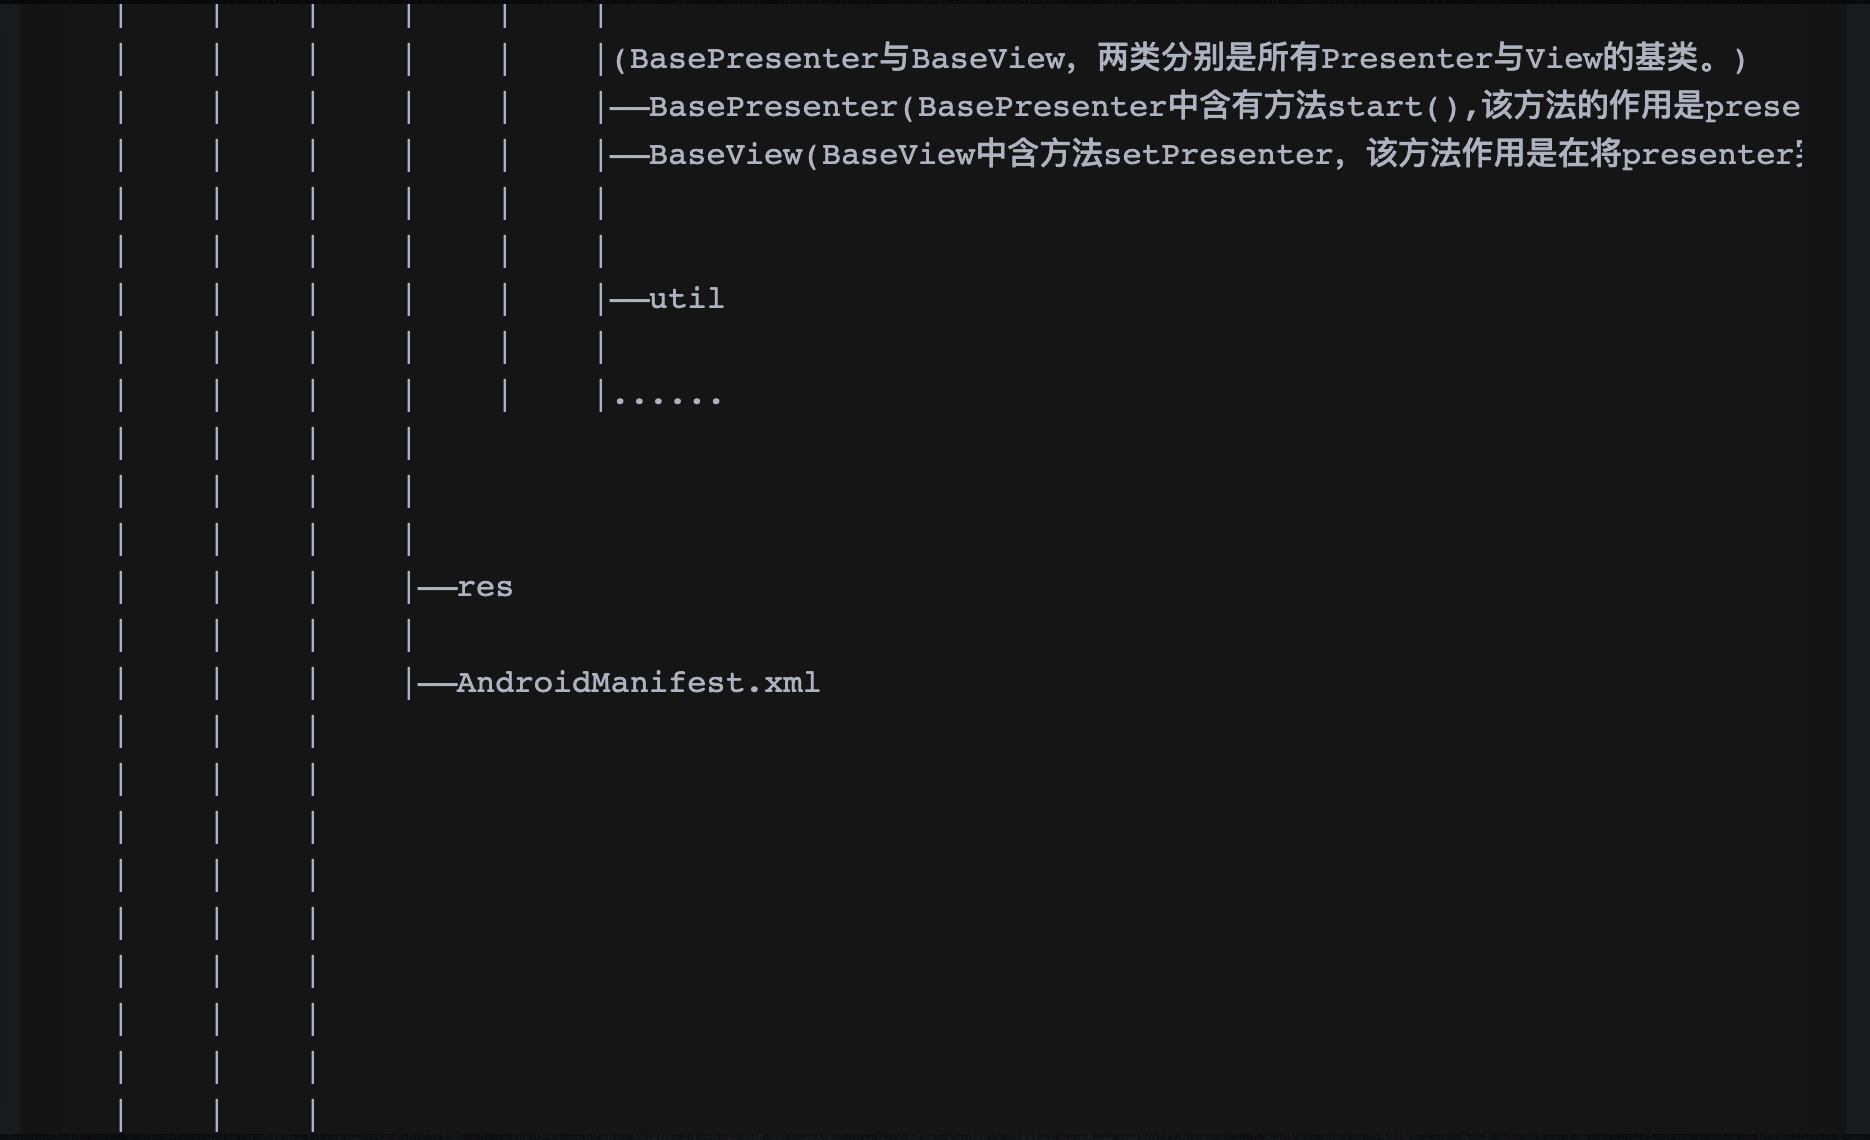 (BasePresenter与BaseView，两类分别是所有Presenter与View的基类。)
|——BasePresenter(BasePresenter中含有方法start(),该方法的作用是prese
|——BaseView(BaseView中含方法setPresenter，该方法作用是在将presenter
|——util
|......
|——res
|——AndroidManifest.xml